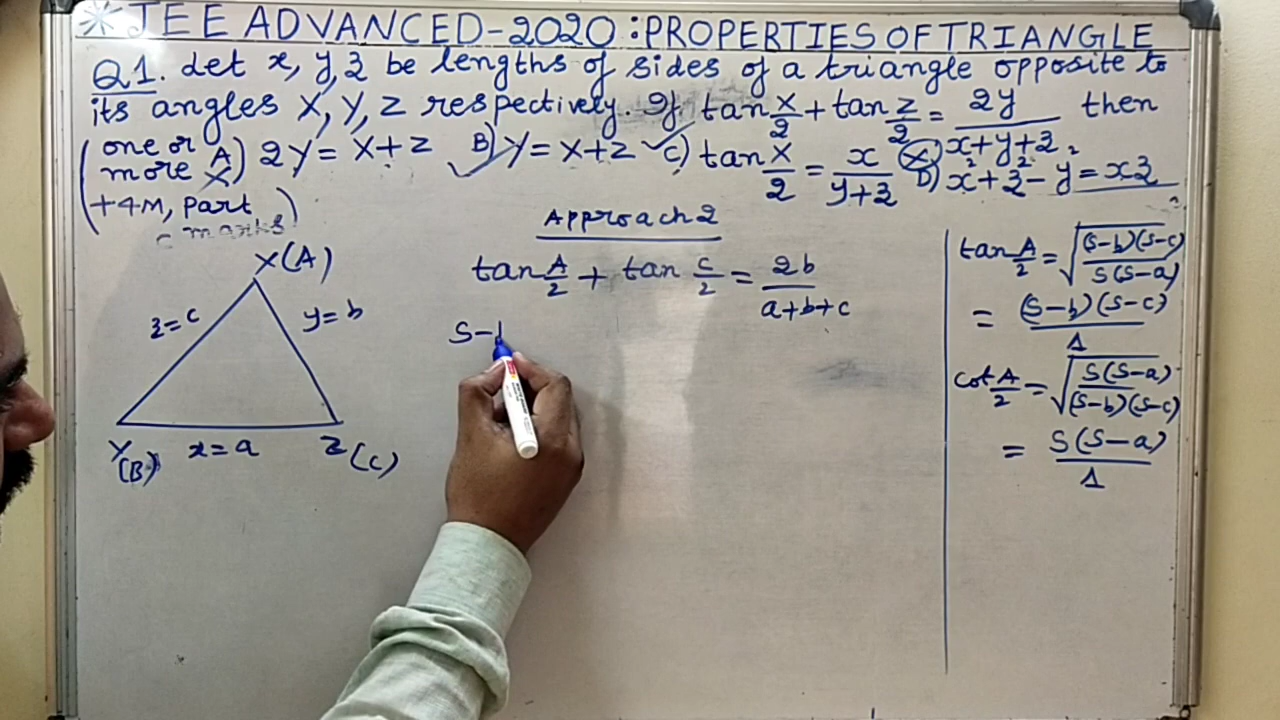 * JEE ADVANCED-2020: PROPERTIES OF TRIANGLE
Q1. Let x, y, z be lengths of sides of a triangle opposite to
its angles X, Y, Z respectively. If tan X/2 + tan Z/2 = 2y/(x+y+z) then
(one or more +4M, part marks)
A) 2Y = X+Z B) Y = X+Z C) tan X/2 = x/(y+z) D) x²+z²-y² = xz
Approach 2
X(A)
z=c
y=b
Y(B)
x=a
Z(C)
tan A/2 + tan C/2 = 2b/(a+b+c)
S-
tan A/2 = √((S-b)(S-c)/S(S-a))
= (S-b)(S-c)/Δ
cot A/2 = √(S(S-a)/(S-b)(S-c))
= S(S-a)/Δ